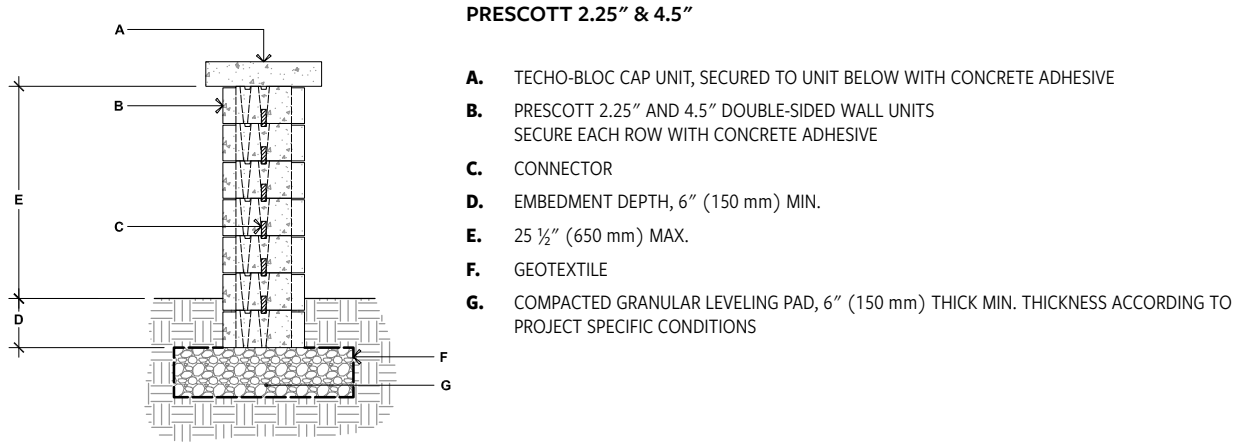 PRESCOTT 2.25″ & 4.5″
A
B
E
C
D
F
G
A. TECHO-BLOC CAP UNIT, SECURED TO UNIT BELOW WITH CONCRETE ADHESIVE
B. PRESCOTT 2.25″ AND 4.5″ DOUBLE-SIDED WALL UNITS
SECURE EACH ROW WITH CONCRETE ADHESIVE
C. CONNECTOR
D. EMBEDMENT DEPTH, 6″ (150 mm) MIN.
E. 25 ½″ (650 mm) MAX.
F. GEOTEXTILE
G. COMPACTED GRANULAR LEVELING PAD, 6″ (150 mm) THICK MIN. THICKNESS ACCORDING TO
PROJECT SPECIFIC CONDITIONS